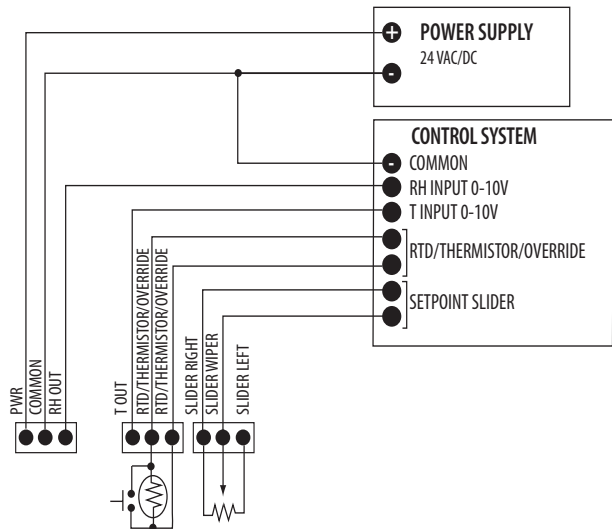 + POWER SUPPLY
24 VAC/DC
-
CONTROL SYSTEM
- COMMON
RH INPUT 0-10V
T INPUT 0-10V
RTD/THERMISTOR/OVERRIDE
SETPOINT SLIDER
PWR
COMMON
RH OUT
T OUT
RTD/THERMISTOR/OVERRIDE
RTD/THERMISTOR/OVERRIDE
SLIDER RIGHT
SLIDER WIPER
SLIDER LEFT